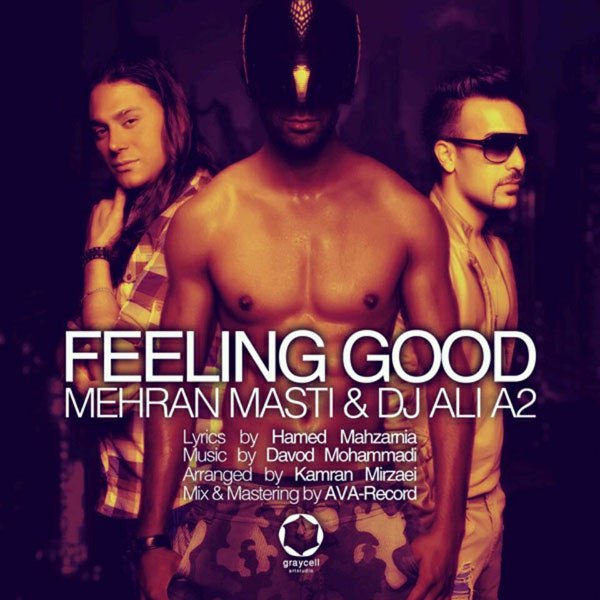 FEELING GOOD
MEHRAN MASTI & DJ ALI A2
Lyrics by Hamed Mahzarnia
Music by Davod Mohammadi
Arranged by Kamran Mirzaei
Mix & Mastering by AVA-Record
graycell
artstudio